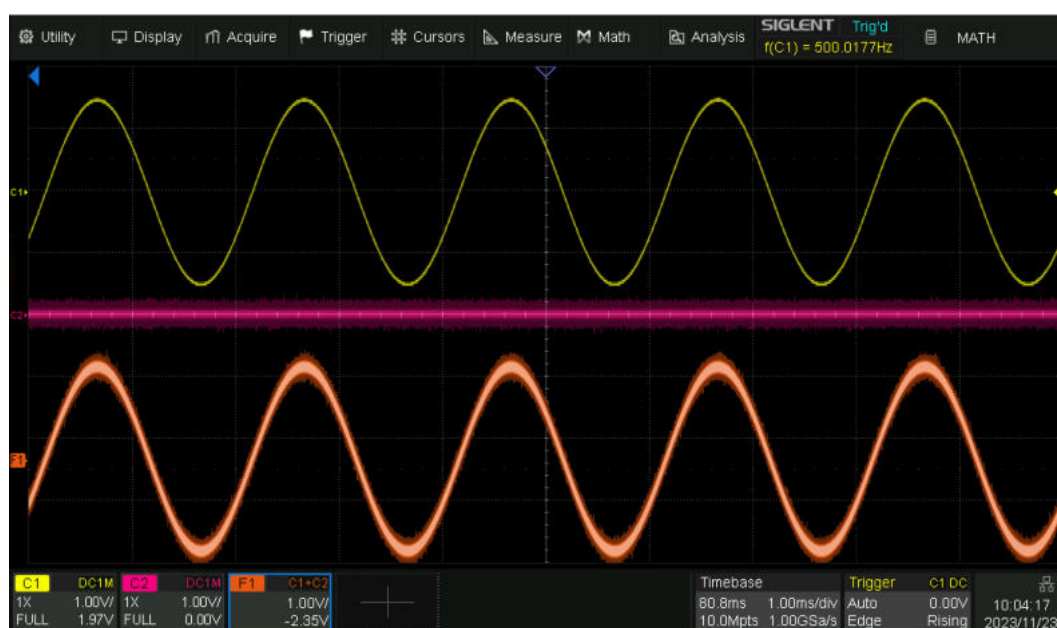 Utility Display Acquire Trigger Cursors Measure Math Analysis SIGLENT Trig'd MATH
f(C1) = 500.0177Hz
C1
C2
F1
C1 DC1M C2 DC1M F1 C1+C2 Timebase Trigger C1 DC
1X 1.00V/ 1X 1.00V/ 1.00V/ 80.8ms 1.00ms/div Auto 0.00V 10:04:17
FULL 1.97V FULL 0.00V -2.35V 10.0Mpts 1.00GSa/s Edge Rising 2023/11/23